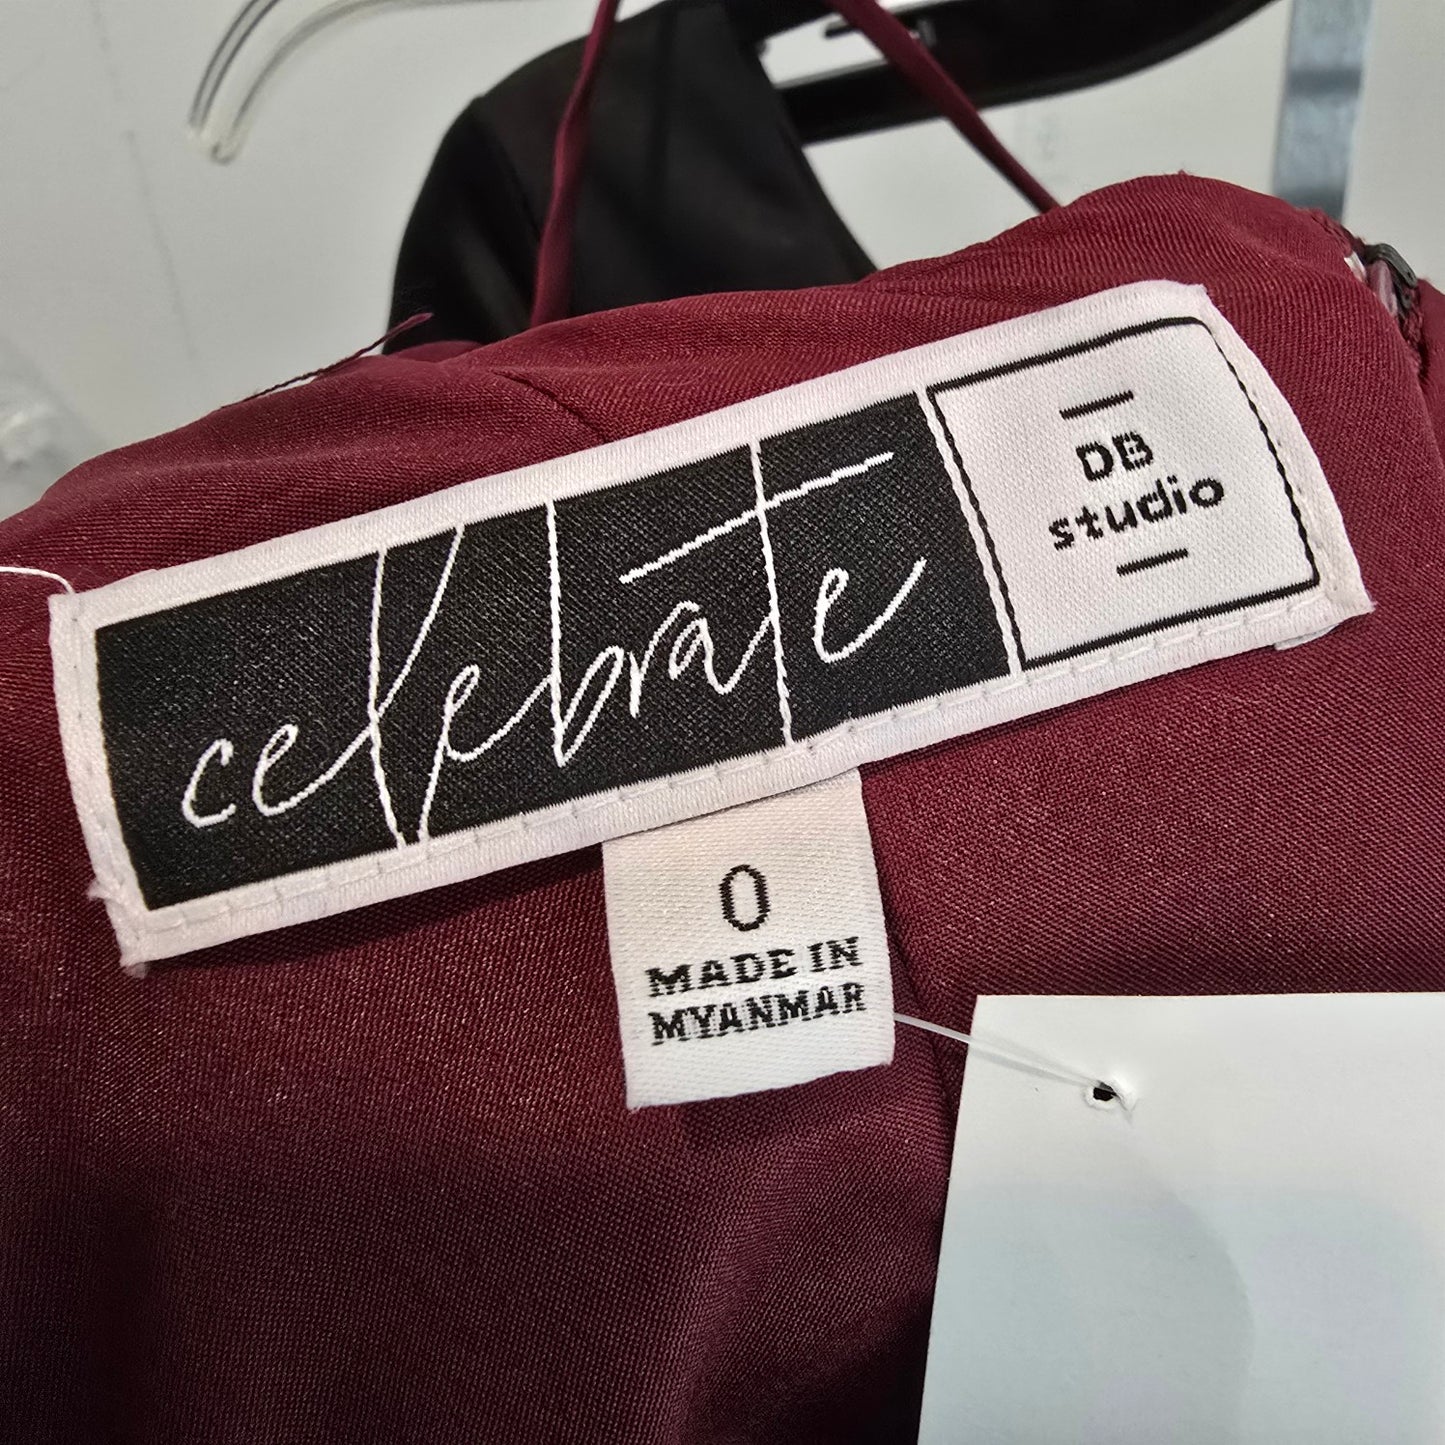 celebrate
DB
studio
0
MADE IN
MYANMAR